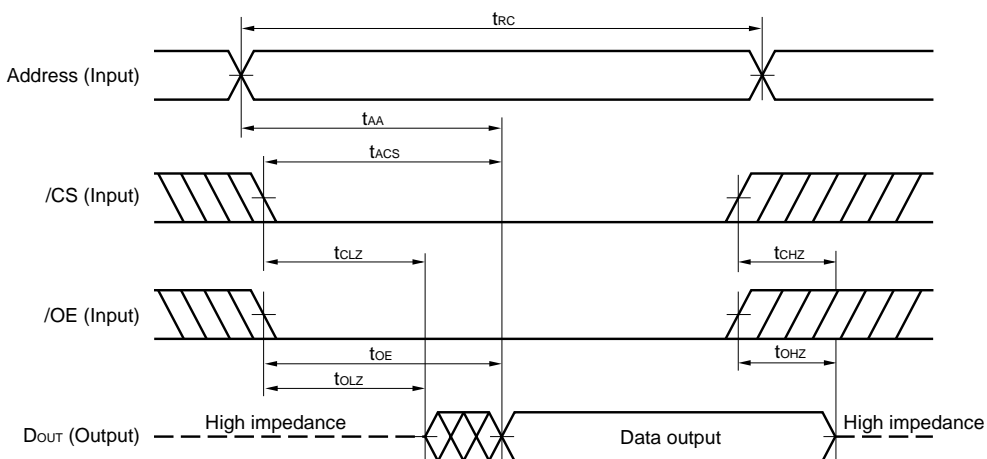 tRC
Address (Input)
tAA
tACS
/CS (Input)
tCLZ
tCHZ
/OE (Input)
tOE
tOHZ
tOLZ
High impedance
DOUT (Output)
Data output
High impedance